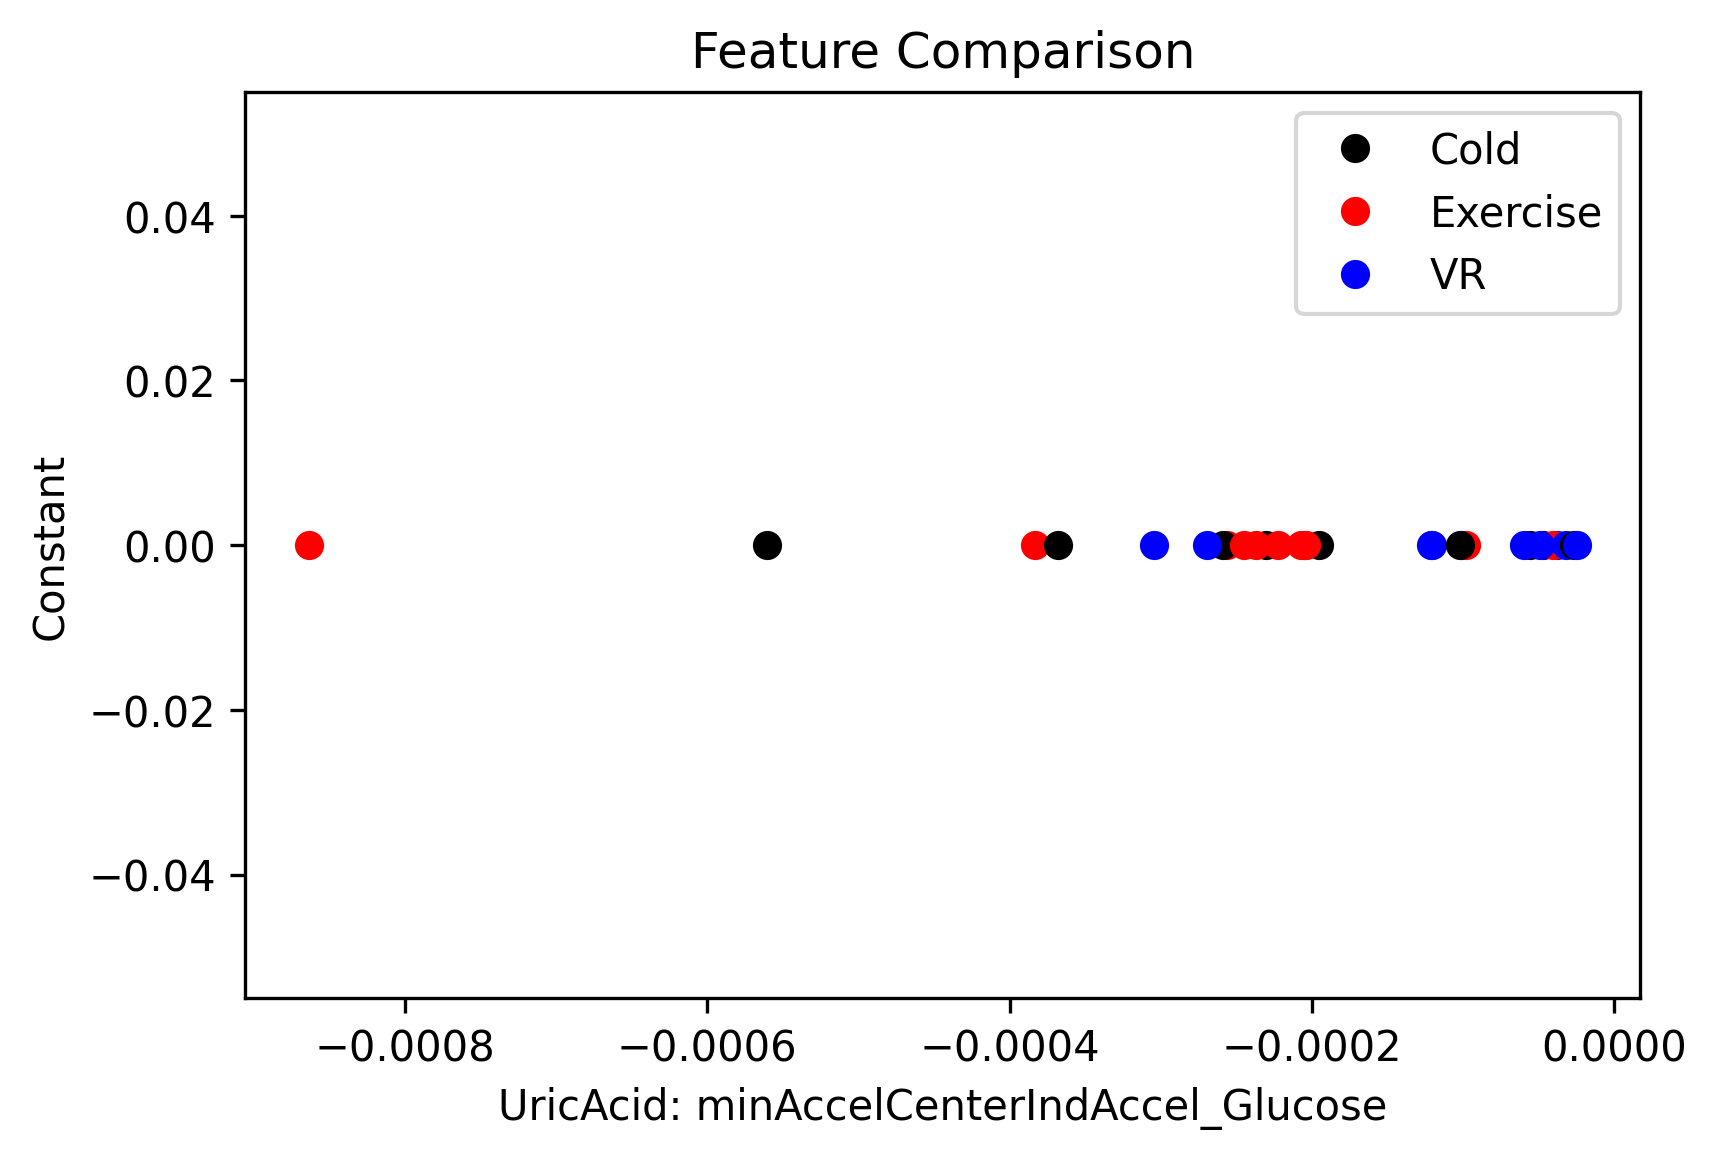 Feature Comparison
Cold
Exercise
VR
0.04
0.02
0.00
−0.02
−0.04
Constant
−0.0008
−0.0006
−0.0004
−0.0002
0.0000
UricAcid: minAccelCenterIndAccel_Glucose